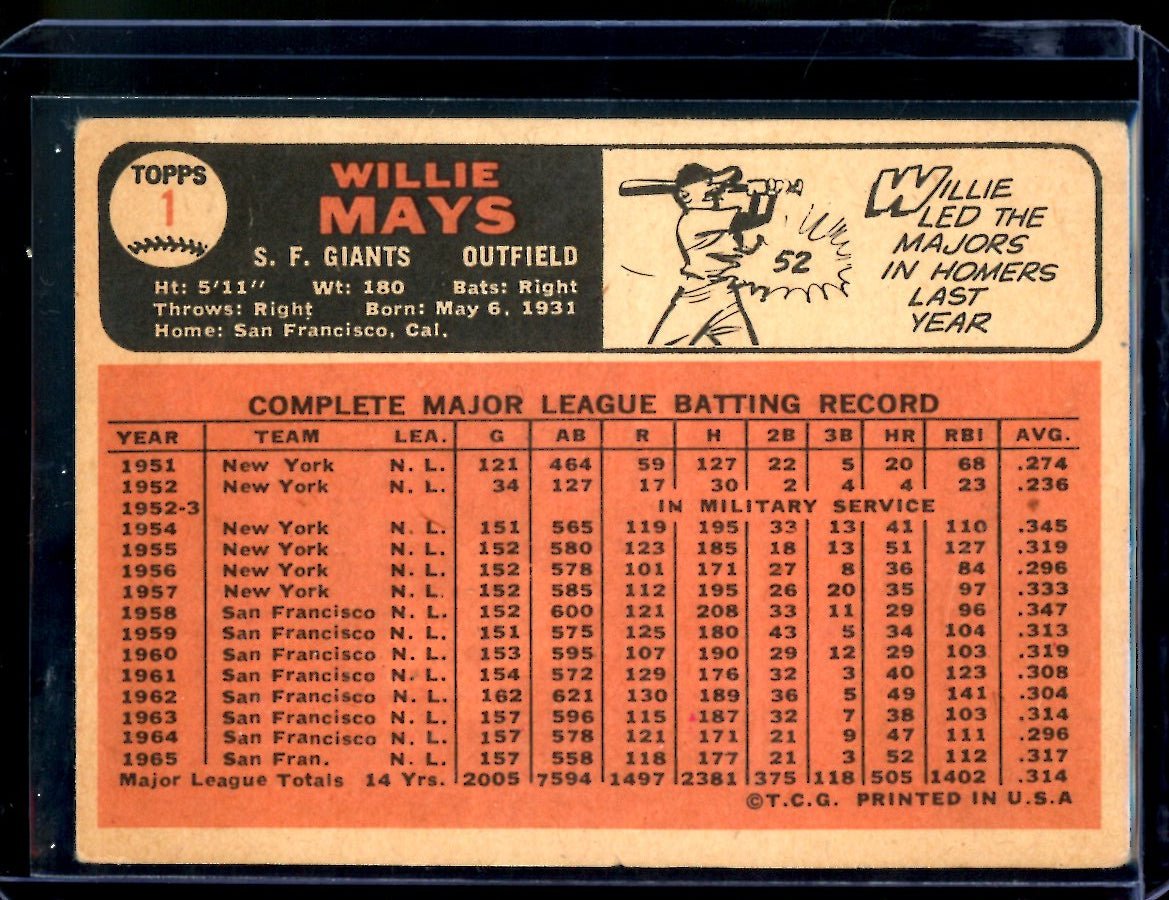 TOPPS
1
WILLIE
MAYS
S. F. GIANTS OUTFIELD
Ht: 5'11" Wt: 180 Bats: Right
Throws: Right Born: May 6, 1931
Home: San Francisco, Cal.
52
WILLIE
LED THE
MAJORS
IN HOMERS
LAST
YEAR
COMPLETE MAJOR LEAGUE BATTING RECORD
YEAR TEAM LEA. G AB R H 2B 3B HR RBI AVG.
1951 New York N. L. 121 464 59 127 22 5 20 68 .274
1952 New York N. L. 34 127 17 30 2 4 4 23 .236
1952-3 IN MILITARY SERVICE
1954 New York N. L. 151 565 119 195 33 13 41 110 .345
1955 New York N. L. 152 580 123 185 18 13 51 127 .319
1956 New York N. L. 152 578 101 171 27 8 36 84 .296
1957 New York N. L. 152 585 112 195 26 20 35 97 .333
1958 San Francisco N. L. 152 600 121 208 33 11 29 96 .347
1959 San Francisco N. L. 151 575 125 180 43 5 34 104 .313
1960 San Francisco N. L. 153 595 107 190 29 12 29 103 .319
1961 San Francisco N. L. 154 572 129 176 32 3 40 123 .308
1962 San Francisco N. L. 162 621 130 189 36 5 49 141 .304
1963 San Francisco N. L. 157 596 115 187 32 7 38 103 .314
1964 San Francisco N. L. 157 578 121 171 21 9 47 111 .296
1965 San Fran. N. L. 157 558 118 177 21 3 52 112 .317
Major League Totals 14 Yrs. 2005 7594 1497 2381 375 118 505 1402 .314
©T.C.G. PRINTED IN U.S.A